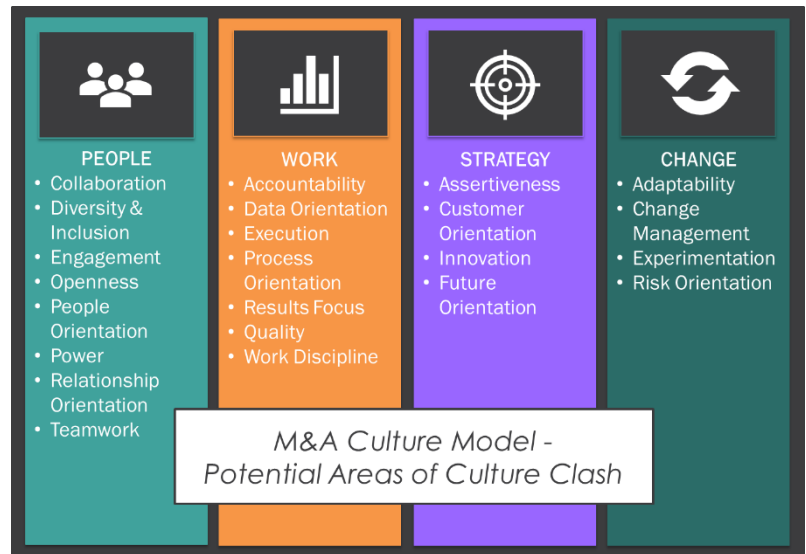 PEOPLE
• Collaboration
• Diversity &
Inclusion
• Engagement
• Openness
• People
Orientation
• Power
• Relationship
Orientation
• Teamwork
WORK
• Accountability
• Data Orientation
• Execution
• Process
Orientation
• Results Focus
• Quality
• Work Discipline
STRATEGY
• Assertiveness
• Customer
Orientation
• Innovation
• Future
Orientation
CHANGE
• Adaptability
• Change
Management
• Experimentation
• Risk Orientation
M&A Culture Model -
Potential Areas of Culture Clash